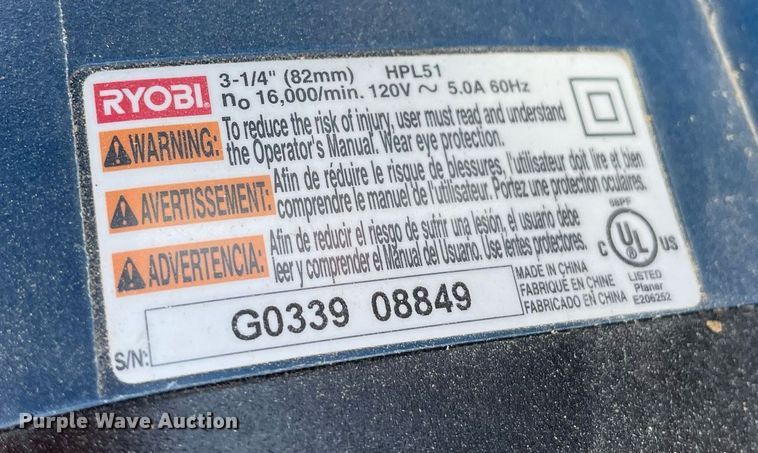 RYOBI
3-1/4" (82mm) HPL51
no 16,000/min. 120V ~ 5.0A 60Hz
WARNING: To reduce the risk of injury, user must read and understand
the Operator's Manual. Wear eye protection.
AVERTISSEMENT: Afin de réduire le risque de blessures, l'utilisateur doit lire et bien
comprendre le manuel de l'utilisateur. Portez une protection oculaires.
ADVERTENCIA: Afin de reducir el riesgo de sufrir una lesión, el usuario debe
leer y comprender el Manual del Usuario. Use lentes protectores.
98PF
C UL US
LISTED
Planar
E206252
MADE IN CHINA
FABRIQUÉ EN CHINE
FABRICADO EN CHINA
S/N: G0339 08849
Purple Wave Auction